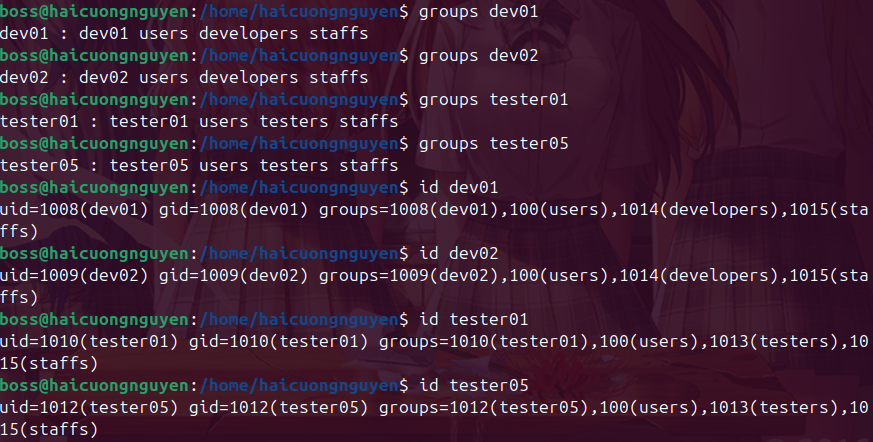 boss@haicuongnguyen:/home/haicuongnguyen$ groups dev01
dev01 : dev01 users developers staffs
boss@haicuongnguyen:/home/haicuongnguyen$ groups dev02
dev02 : dev02 users developers staffs
boss@haicuongnguyen:/home/haicuongnguyen$ groups tester01
tester01 : tester01 users testers staffs
boss@haicuongnguyen:/home/haicuongnguyen$ groups tester05
tester05 : tester05 users testers staffs
boss@haicuongnguyen:/home/haicuongnguyen$ id dev01
uid=1008(dev01) gid=1008(dev01) groups=1008(dev01),100(users),1014(developers),1015(sta
ffs)
boss@haicuongnguyen:/home/haicuongnguyen$ id dev02
uid=1009(dev02) gid=1009(dev02) groups=1009(dev02),100(users),1014(developers),1015(sta
ffs)
boss@haicuongnguyen:/home/haicuongnguyen$ id tester01
uid=1010(tester01) gid=1010(tester01) groups=1010(tester01),100(users),1013(testers),10
15(staffs)
boss@haicuongnguyen:/home/haicuongnguyen$ id tester05
uid=1012(tester05) gid=1012(tester05) groups=1012(tester05),100(users),1013(testers),10
15(staffs)